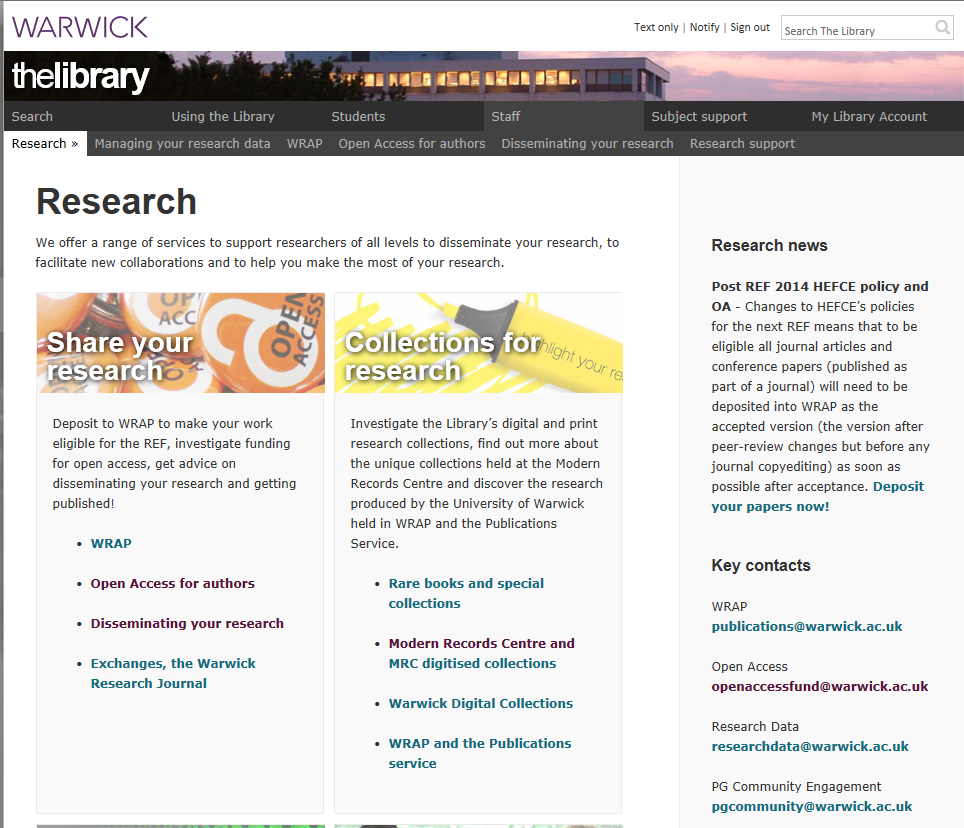 WARWICK
Text only | Notify | Sign out
Search The Library
thelibrary
Search Using the Library Students Staff Subject support My Library Account
Research » Managing your research data WRAP Open Access for authors Disseminating your research Research support
Research
We offer a range of services to support researchers of all levels to disseminate your research, to
facilitate new collaborations and to help you make the most of your research.
OPEN
ACC
OPEN
ACCESS
Share your
research
Deposit to WRAP to make your work
eligible for the REF, investigate funding
for open access, get advice on
disseminating your research and getting
published!
• WRAP
• Open Access for authors
• Disseminating your research
• Exchanges, the Warwick
Research Journal
highlight your re
Collections for
research
Investigate the Library's digital and print
research collections, find out more about
the unique collections held at the Modern
Records Centre and discover the research
produced by the University of Warwick
held in WRAP and the Publications
Service.
• Rare books and special
collections
• Modern Records Centre and
MRC digitised collections
• Warwick Digital Collections
• WRAP and the Publications
service
Research news
Post REF 2014 HEFCE policy and
OA - Changes to HEFCE's policies
for the next REF means that to be
eligible all journal articles and
conference papers (published as
part of a journal) will need to be
deposited into WRAP as the
accepted version (the version after
peer-review changes but before any
journal copyediting) as soon as
possible after acceptance. Deposit
your papers now!
Key contacts
WRAP
publications@warwick.ac.uk
Open Access
openaccessfund@warwick.ac.uk
Research Data
researchdata@warwick.ac.uk
PG Community Engagement
pgcommunity@warwick.ac.uk